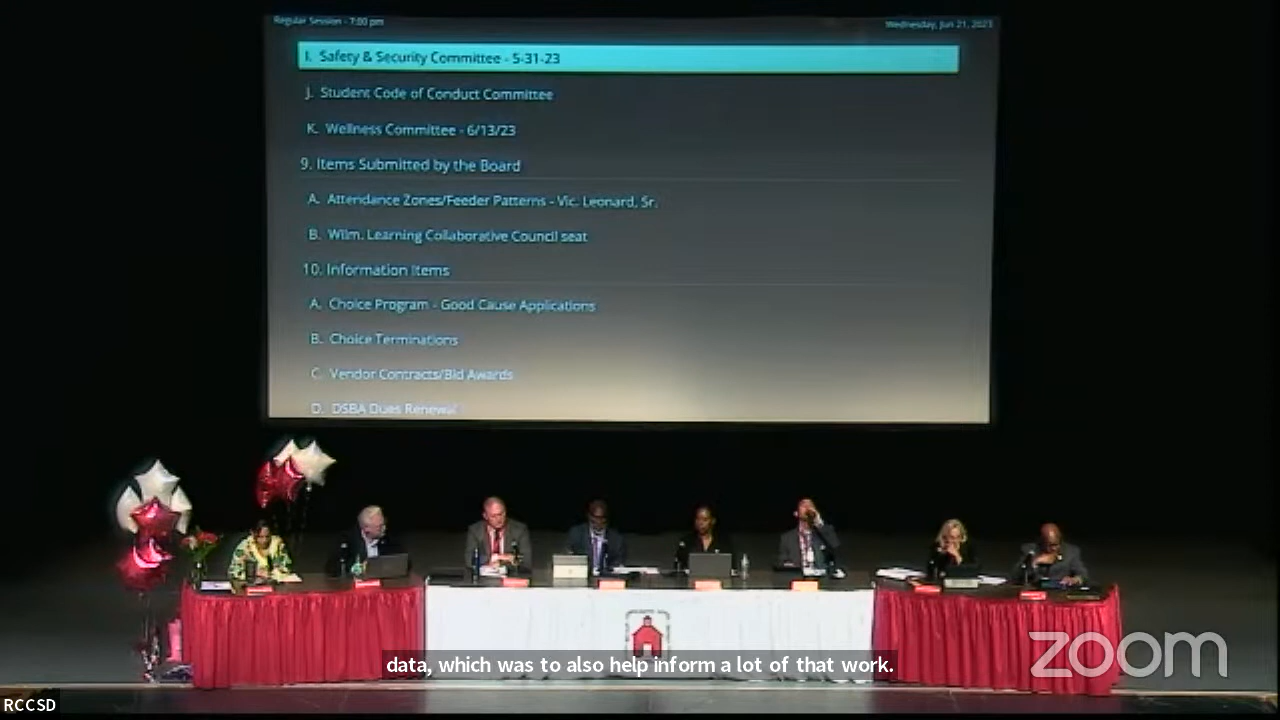 Regular Session - 7:00 pm
Wednesday, Jun 21, 2023
I. Safety & Security Committee - 5-31-23
J. Student Code of Conduct Committee
K. Wellness Committee - 6/13/23
9. Items Submitted by the Board
A. Attendance Zones/Feeder Patterns - Vic. Leonard, Sr.
B. Wilm. Learning Collaborative Council seat
10. Information Items
A. Choice Program - Good Cause Applications
B. Choice Terminations
C. Vendor Contracts/Bid Awards
D. DSBA Dues Renewal
data, which was to also help inform a lot of that work.
zoom
RCCSD